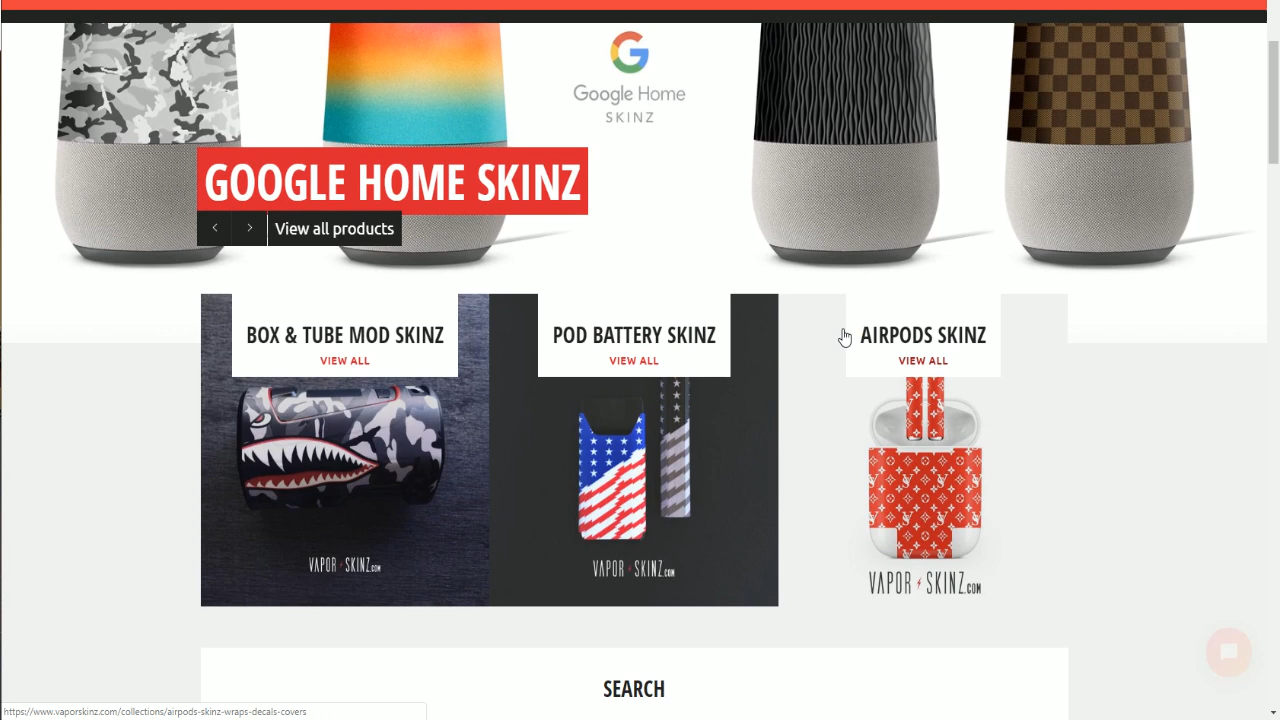 Google Home
SKINZ
GOOGLE HOME SKINZ
View all products
BOX & TUBE MOD SKINZ
VIEW ALL
POD BATTERY SKINZ
VIEW ALL
AIRPODS SKINZ
VIEW ALL
VAPOR SKINZ.COM
VAPOR SKINZ.COM
VAPOR SKINZ.COM
SEARCH
https://www.vaporskinz.com/collections/airpods-skinz-wraps-decals-covers